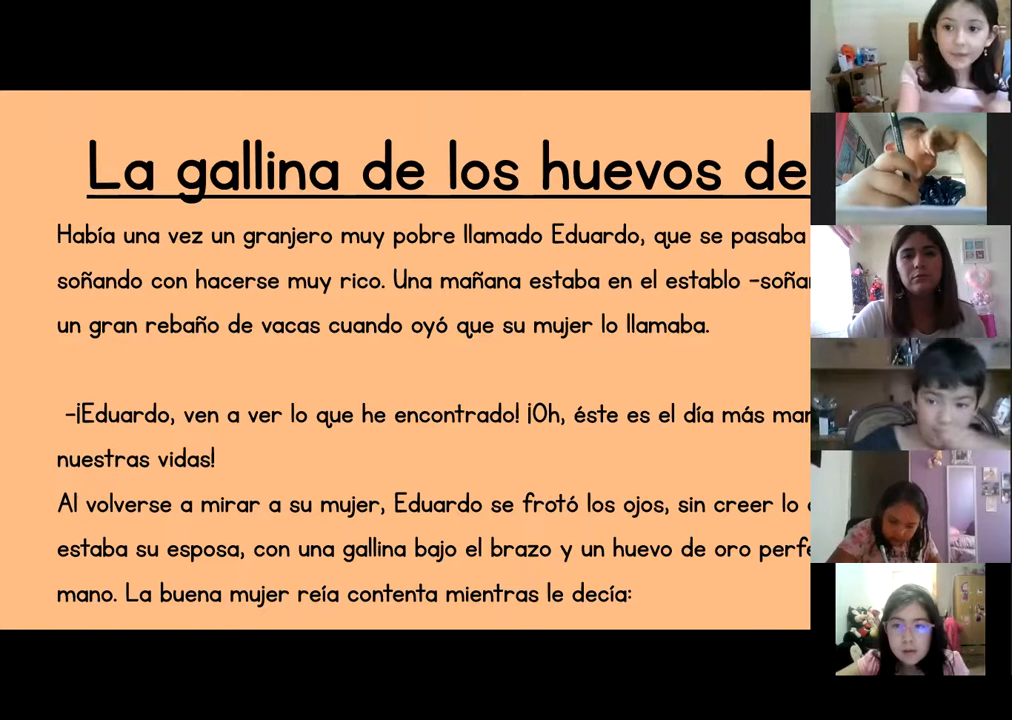 La gallina de los huevos de
Había una vez un granjero muy pobre llamado Eduardo, que se pasaba
soñando con hacerse muy rico. Una mañana estaba en el establo -soña
un gran rebaño de vacas cuando oyó que su mujer lo llamaba.
-¡Eduardo, ven a ver lo que he encontrado! ¡Oh, éste es el día más mar
nuestras vidas!
Al volverse a mirar a su mujer, Eduardo se frotó los ojos, sin creer lo
estaba su esposa, con una gallina bajo el brazo y un huevo de oro perfe
mano. La buena mujer reía contenta mientras le decía: